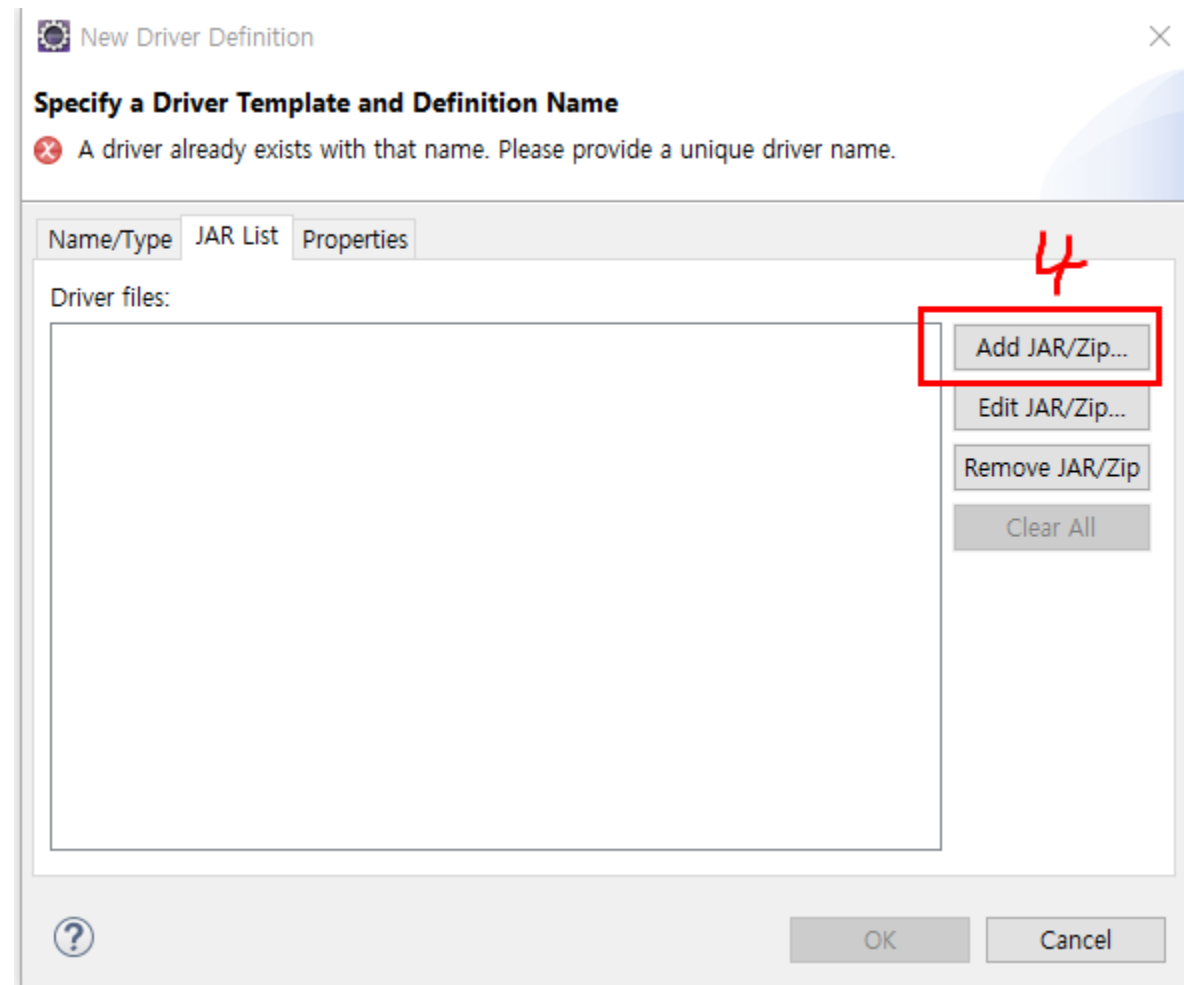 New Driver Definition
Specify a Driver Template and Definition Name
A driver already exists with that name. Please provide a unique driver name.
Name/Type JAR List Properties
4
Driver files:
Add JAR/Zip...
Edit JAR/Zip...
Remove JAR/Zip
Clear All
?
OK Cancel